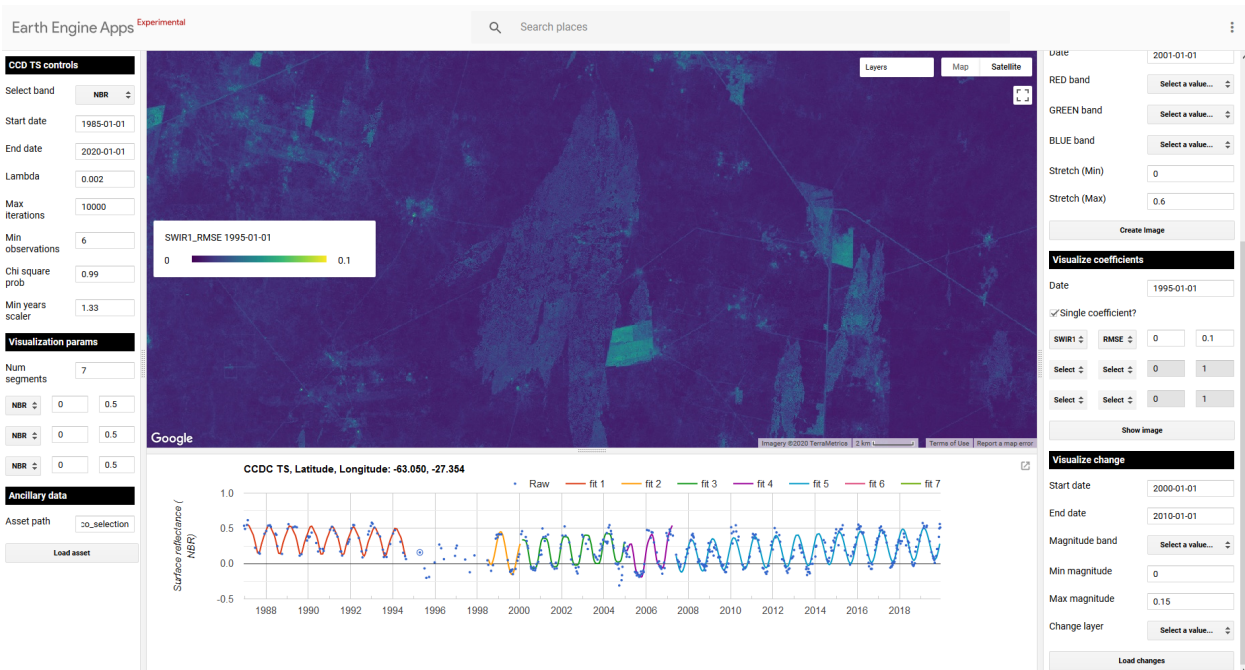 Earth Engine Apps Experimental
Search places
CCD TS controls
Select band NBR
Start date 1985-01-01
End date 2020-01-01
Lambda 0.002
Max
iterations 10000
Min
observations 6
Chi square
prob 0.99
Min years
scaler 1.33
Visualization params
Num
segments 7
NBR 0 0.5
NBR 0 0.5
NBR 0 0.5
Ancillary data
Asset path co_selection
Load asset
Layers
Map Satellite
SWIR1_RMSE 1995-01-01
0 0.1
Google
Imagery ©2020 TerraMetrics 2 km Terms of Use Report a map error
CCDC TS, Latitude, Longitude: -63.050, -27.354
Raw fit 1 fit 2 fit 3 fit 4 fit 5 fit 6 fit 7
Surface reflectance (
NBR)
1.0
0.5
0.0
-0.5
1988 1990 1992 1994 1996 1998 2000 2002 2004 2006 2008 2010 2012 2014 2016 2018
Date 2001-01-01
RED band Select a value...
GREEN band Select a value...
BLUE band Select a value...
Stretch (Min) 0
Stretch (Max) 0.6
Create Image
Visualize coefficients
Date 1995-01-01
Single coefficient?
SWIR1 RMSE 0 0.1
Select Select 0 1
Select Select 0 1
Show image
Visualize change
Start date 2000-01-01
End date 2010-01-01
Magnitude band Select a value...
Min magnitude 0
Max magnitude 0.15
Change layer Select a value...
Load changes